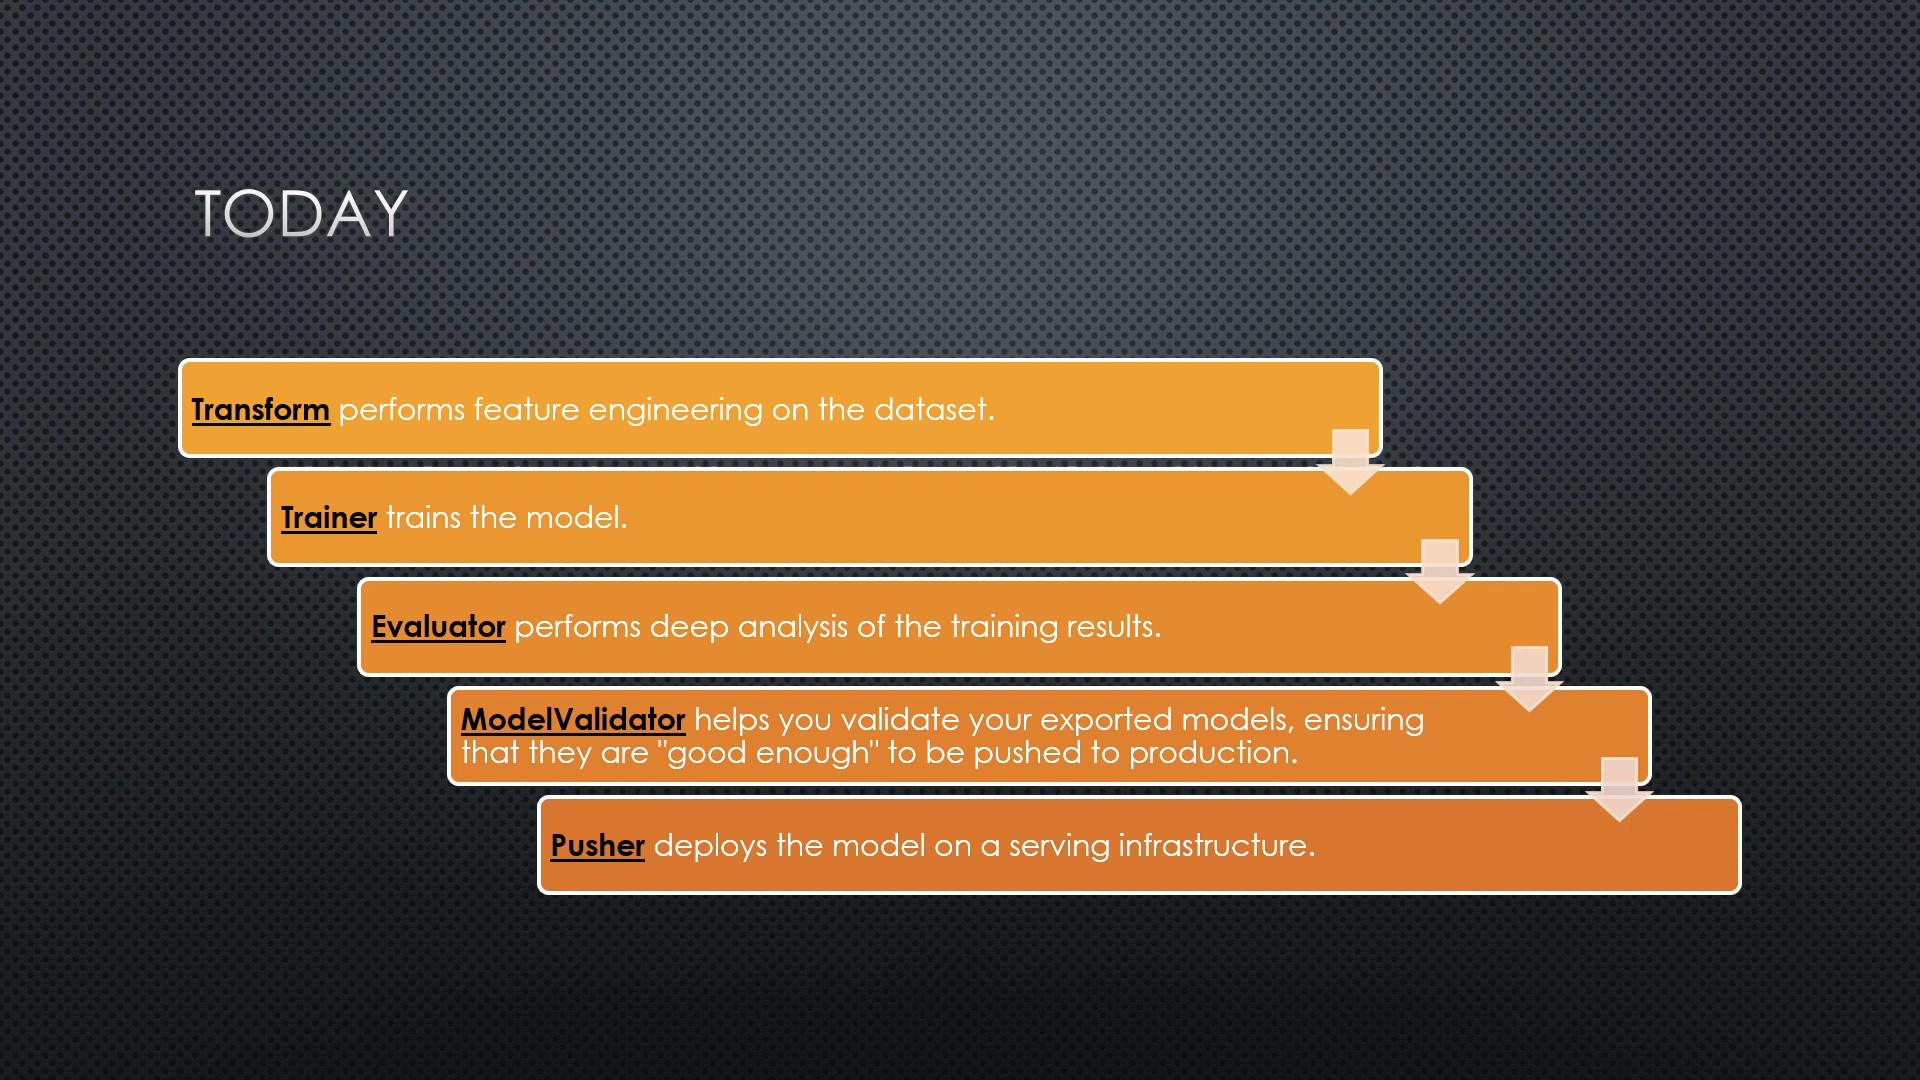 TODAY
Transform performs feature engineering on the dataset.
Trainer trains the model.
Evaluator performs deep analysis of the training results.
ModelValidator helps you validate your exported models, ensuring
that they are "good enough" to be pushed to production.
Pusher deploys the model on a serving infrastructure.